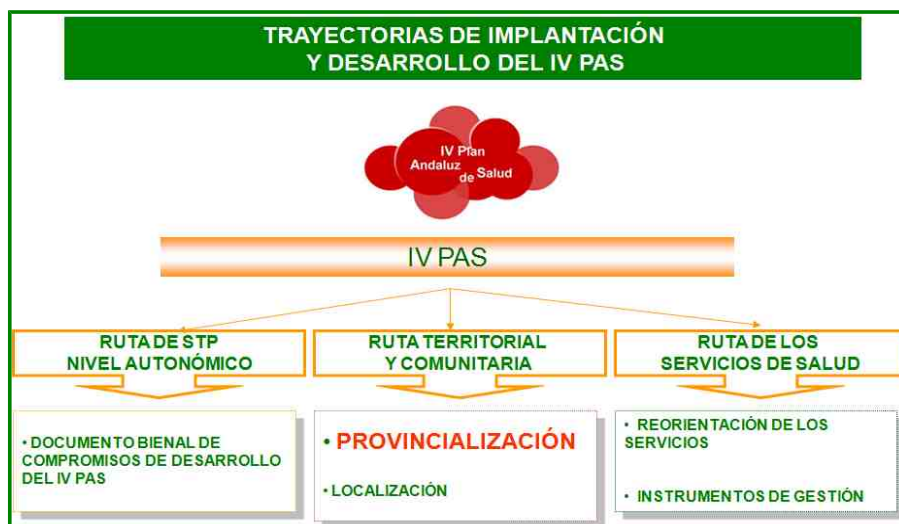 TRAYECTORIAS DE IMPLANTACIÓN
Y DESARROLLO DEL IV PAS
IV Plan
Andaluz
de Salud
IV PAS
RUTA DE STP
NIVEL AUTONÓMICO
RUTA TERRITORIAL
Y COMUNITARIA
RUTA DE LOS
SERVICIOS DE SALUD
• DOCUMENTO BIENAL DE
COMPROMISOS DE DESARROLLO
DEL IV PAS
• PROVINCIALIZACIÓN
• LOCALIZACIÓN
• REORIENTACIÓN DE LOS
SERVICIOS
• INSTRUMENTOS DE GESTIÓN